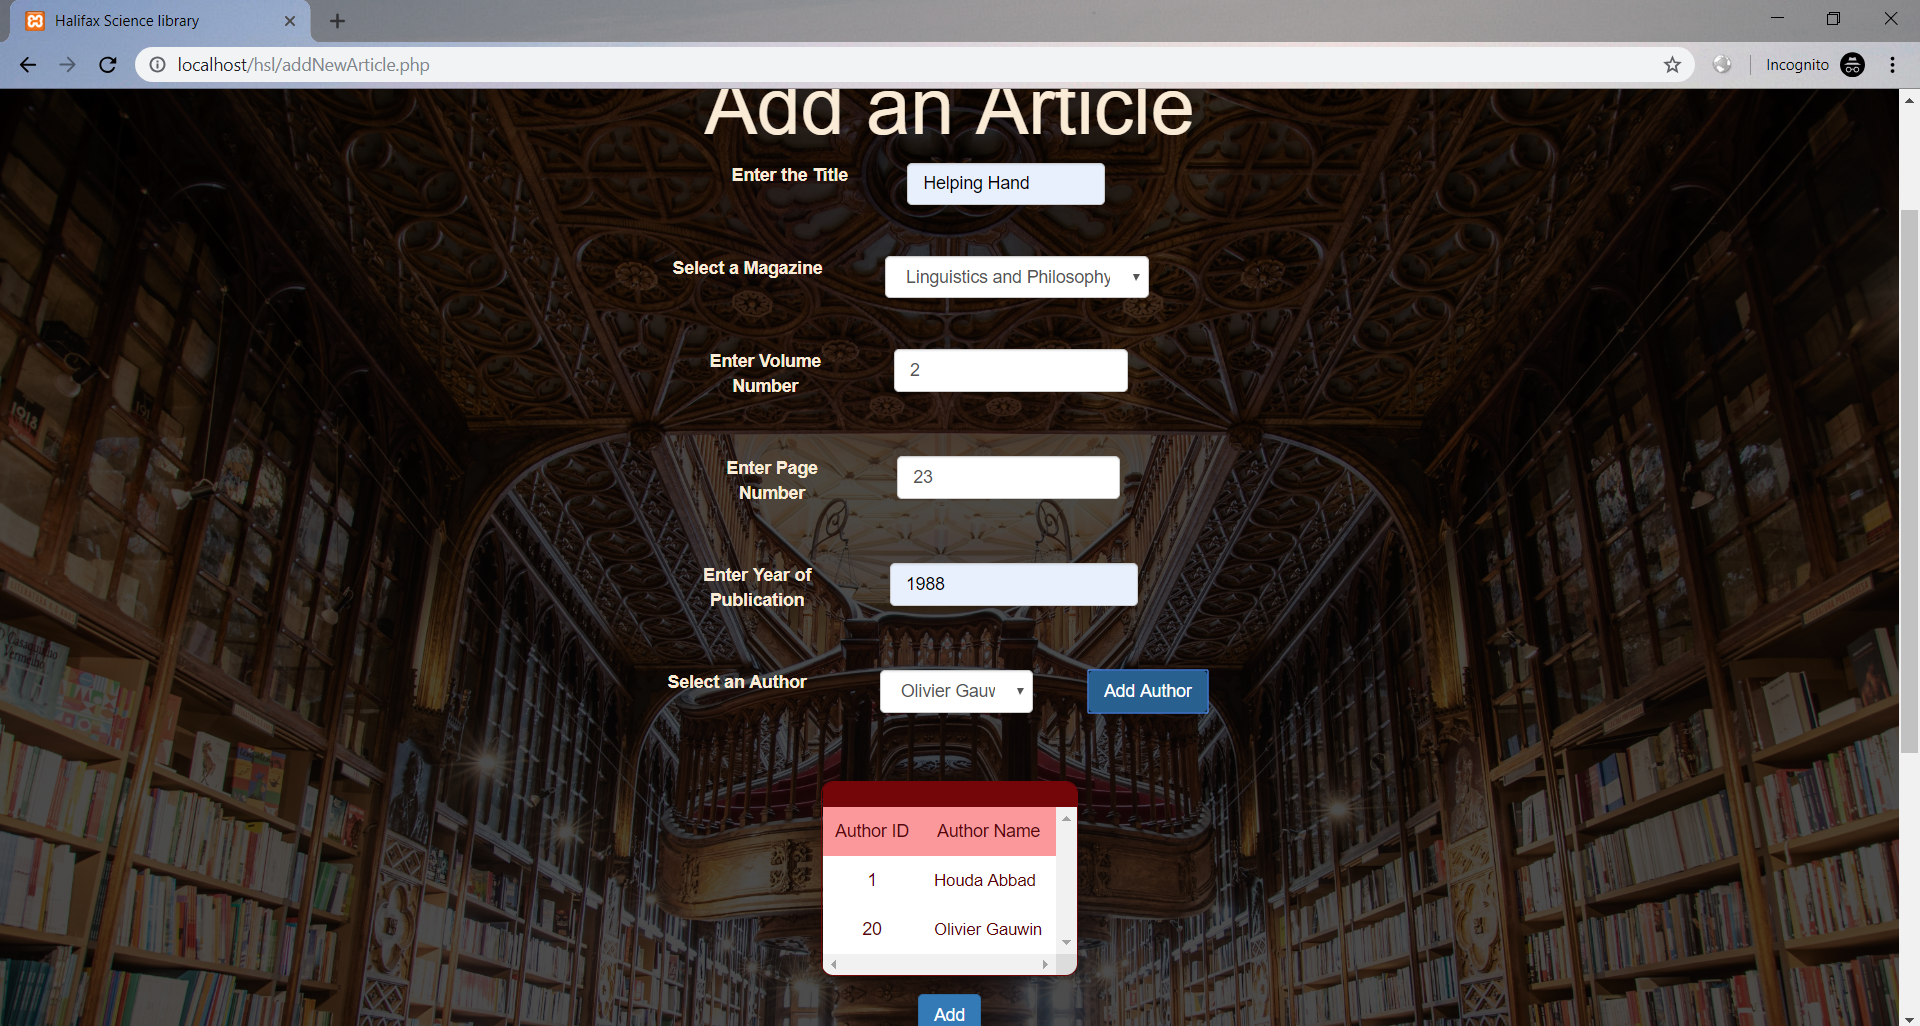 Halifax Science library
localhost/hsl/addNewArticle.php
Incognito
Add an Article
Enter the Title
Helping Hand
Select a Magazine
Linguistics and Philosophy
Enter Volume
Number
2
Enter Page
Number
23
Enter Year of
Publication
1988
Select an Author
Olivier Gauw
Add Author
Author ID Author Name
1 Houda Abbad
20 Olivier Gauwin
Add